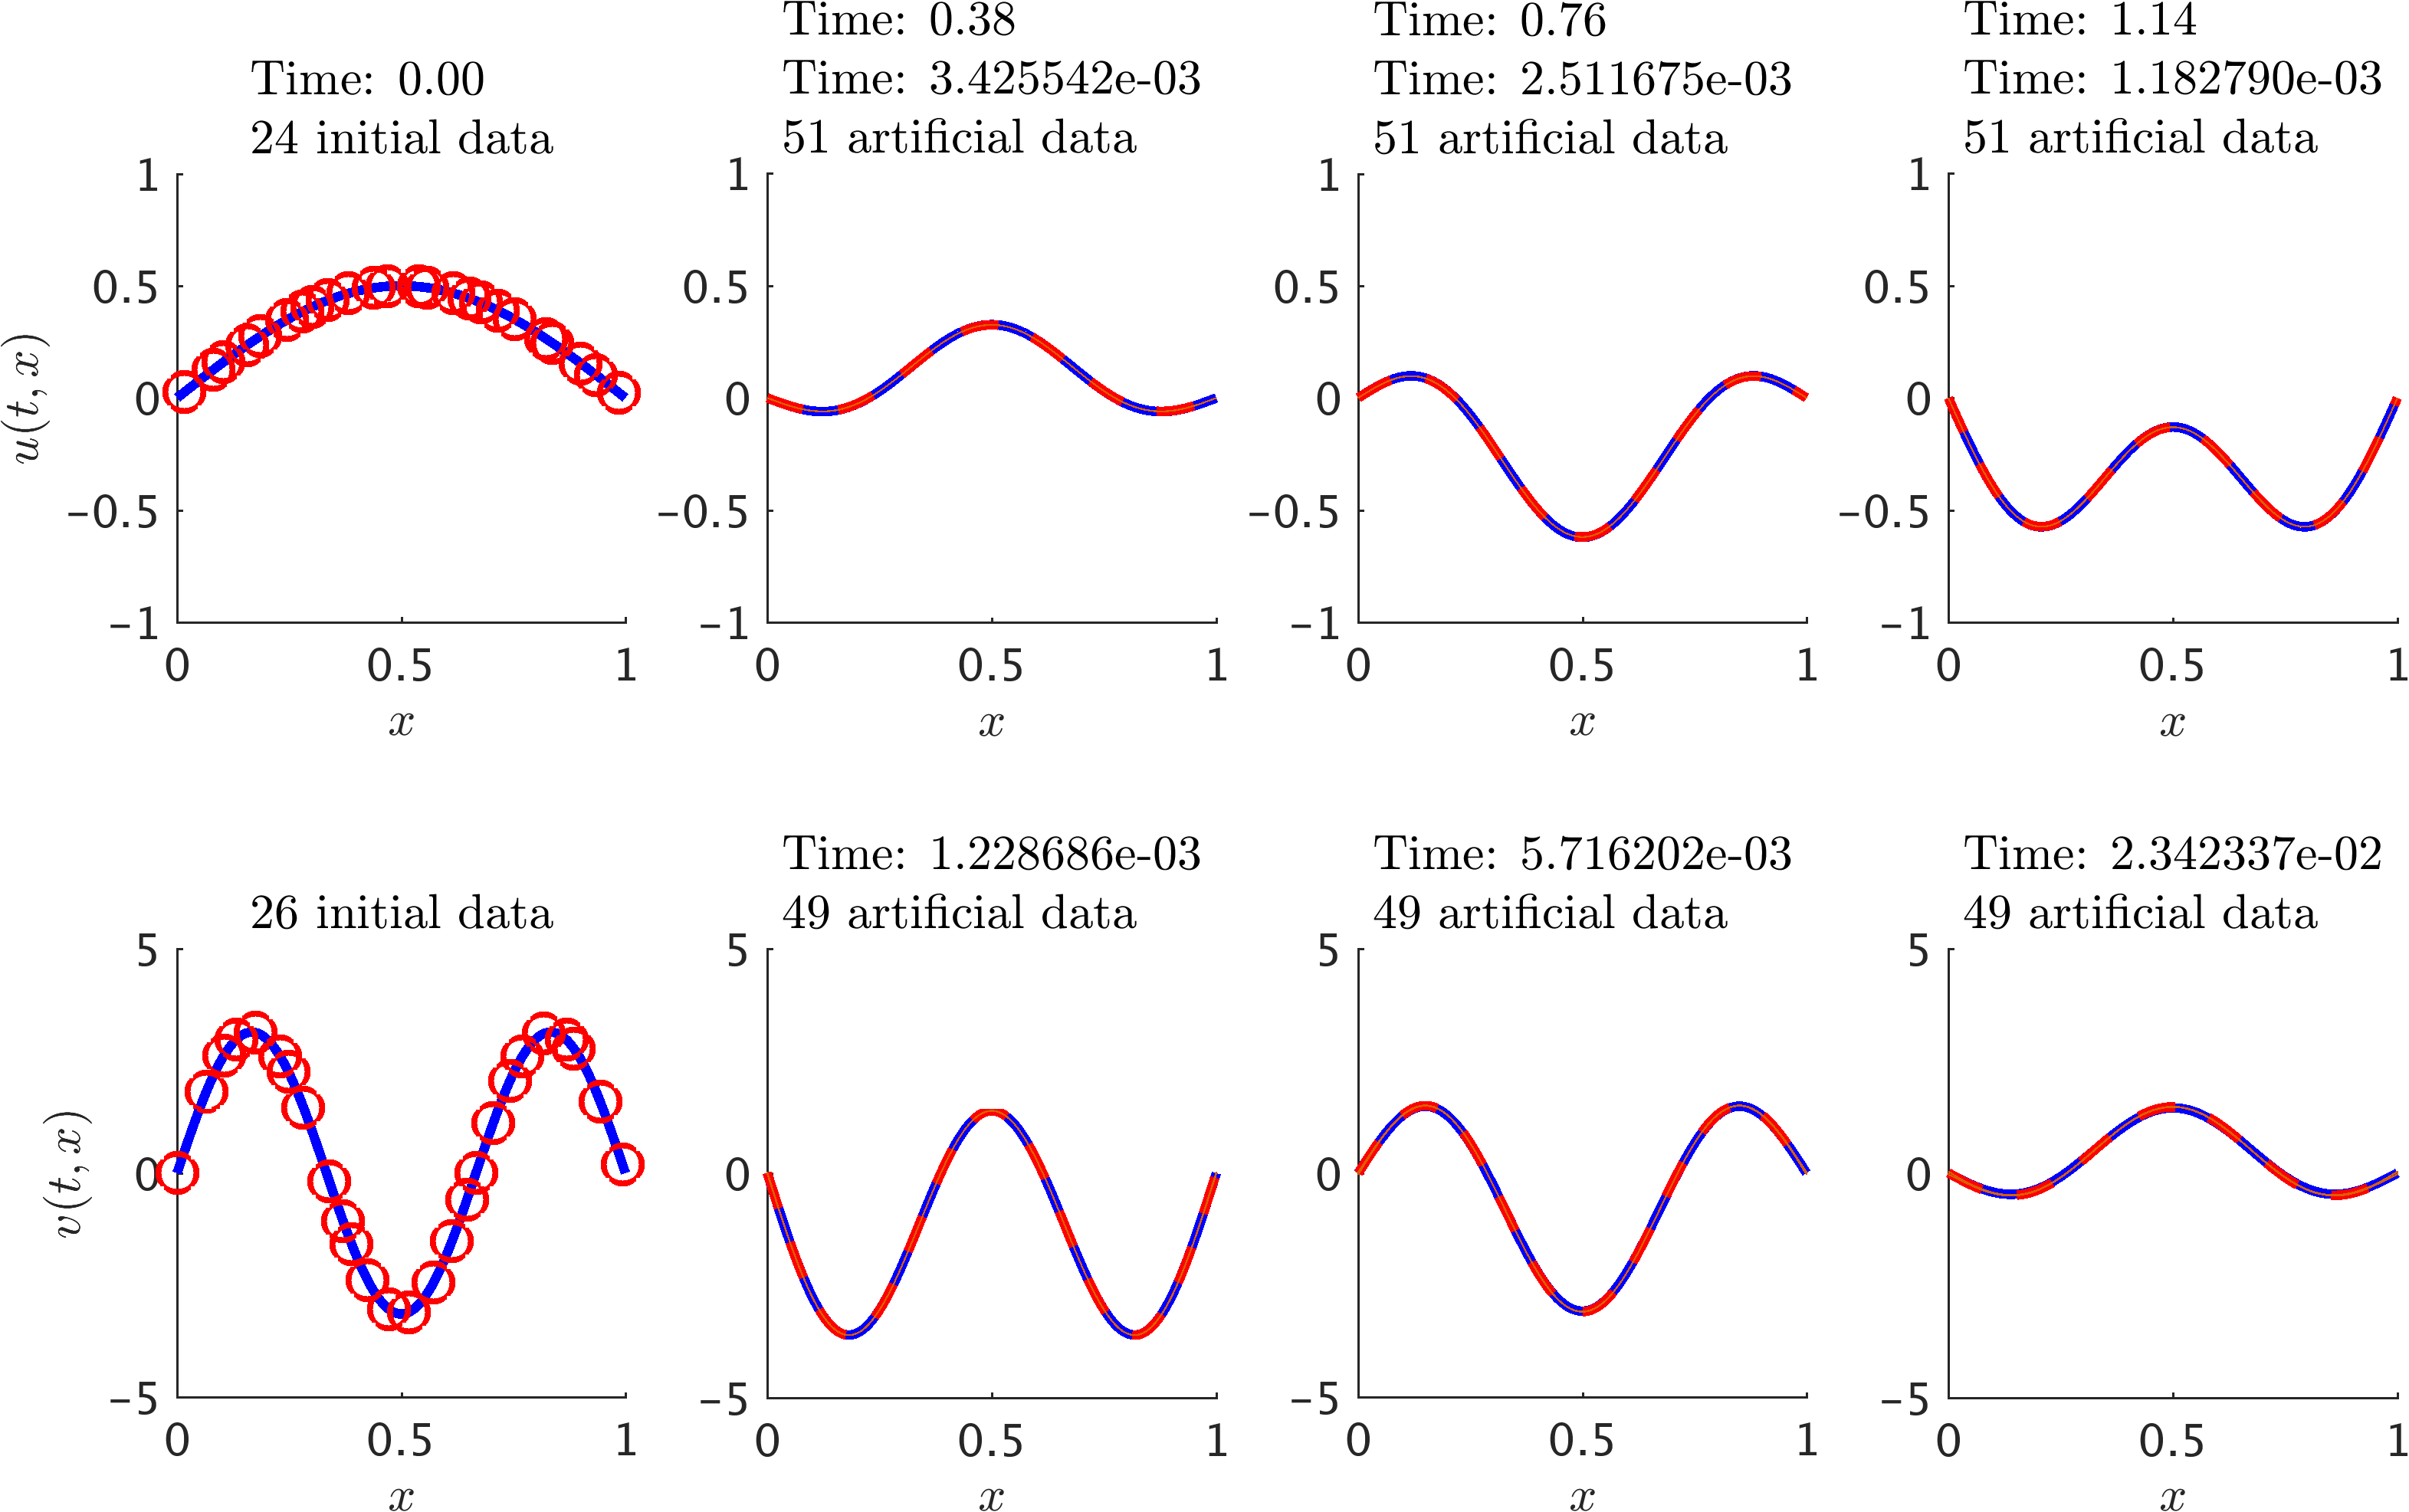 Time: 0.00
24 initial data
1
0.5
0
-0.5
-1
0 0.5 1
x
u(t, x)
Time: 0.38
Time: 3.425542e-03
51 artificial data
1
0.5
0
-0.5
-1
0 0.5 1
x
Time: 0.76
Time: 2.511675e-03
51 artificial data
1
0.5
0
-0.5
-1
0 0.5 1
x
Time: 1.14
Time: 1.182790e-03
51 artificial data
1
0.5
0
-0.5
-1
0 0.5 1
x
26 initial data
5
0
-5
0 0.5 1
x
v(t, x)
Time: 1.228686e-03
49 artificial data
5
0
-5
0 0.5 1
x
Time: 5.716202e-03
49 artificial data
5
0
-5
0 0.5 1
x
Time: 2.342337e-02
49 artificial data
5
0
-5
0 0.5 1
x